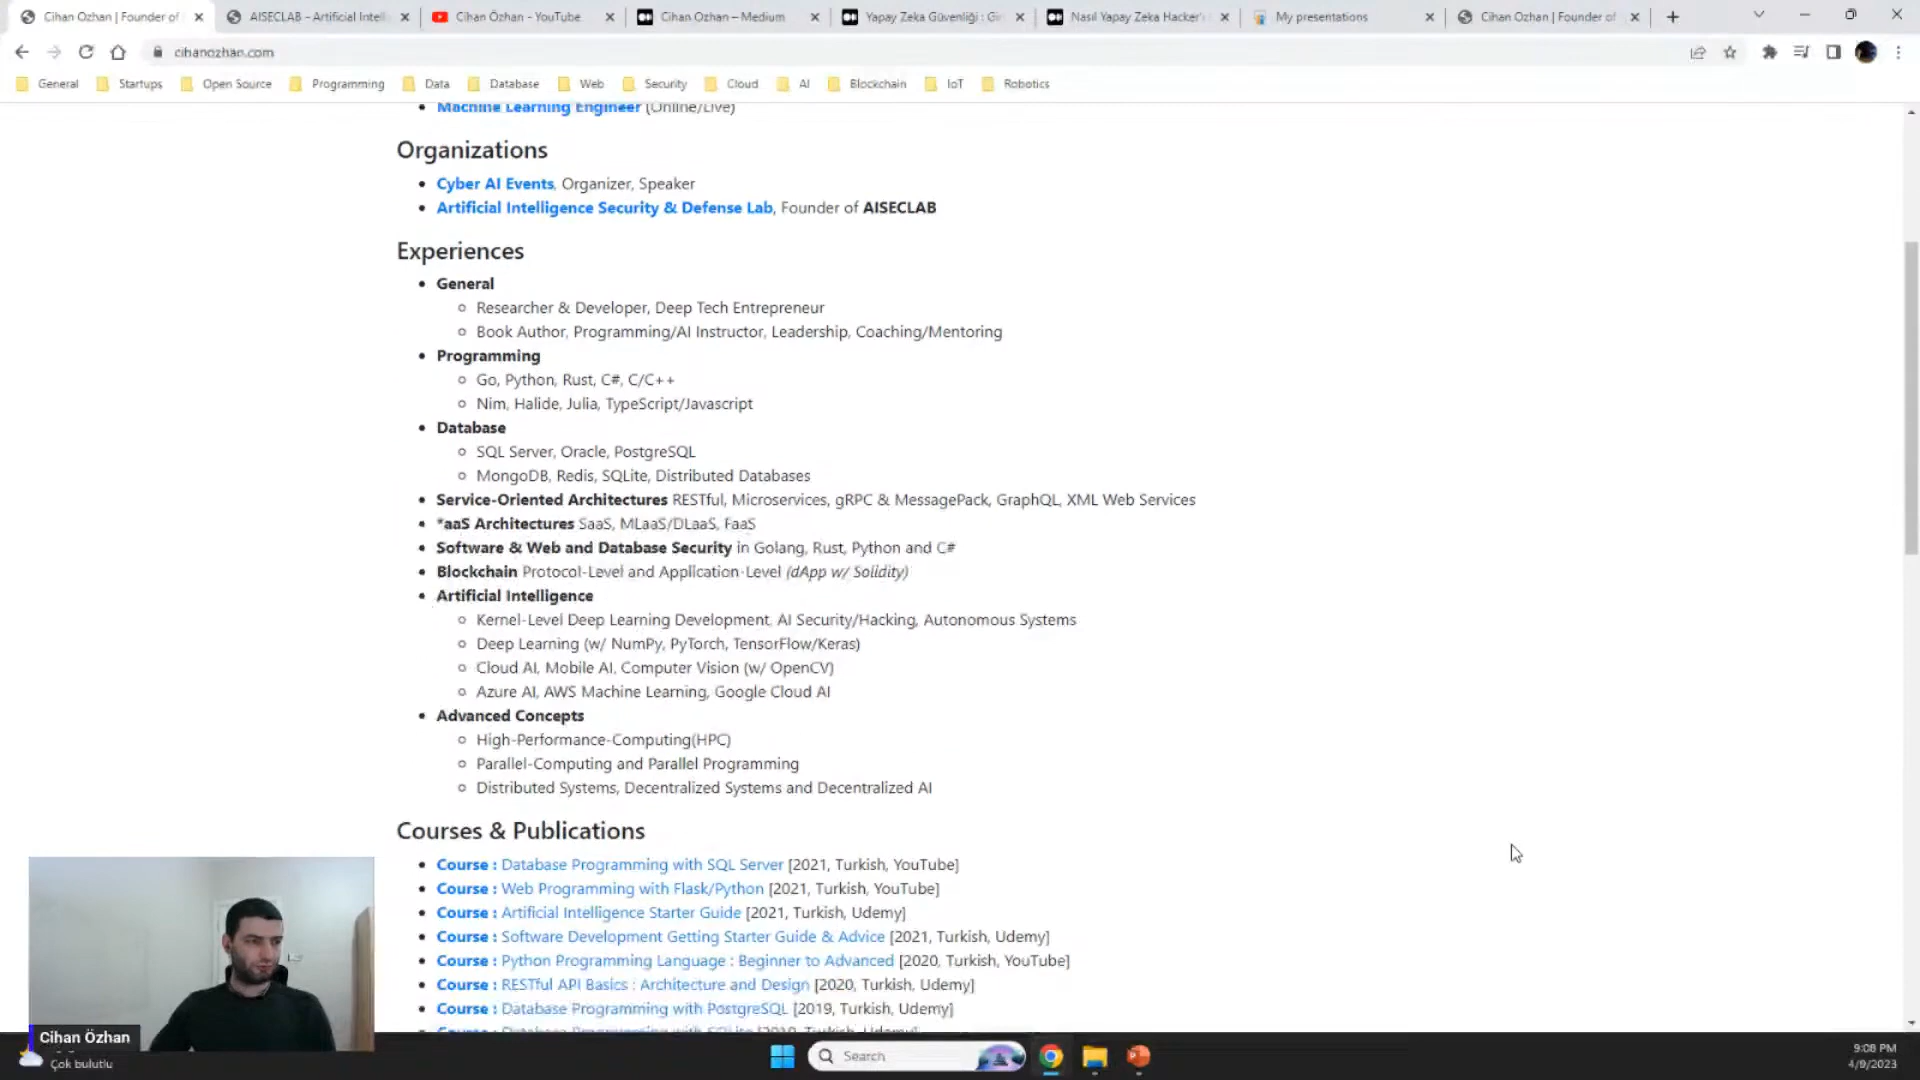 Cihan Ozhan | Founder of
AISECLAB - Artificial Intell
Cihan Özhan - YouTube
Cihan Ozhan – Medium
Yapay Zeka Güvenliği : Gir
Nasıl Yapay Zeka Hacker'ı
My presentations
Cihan Ozhan | Founder of
cihanozhan.com
General
Startups
Open Source
Programming
Data
Database
Web
Security
Cloud
AI
Blockchain
IoT
Robotics
Machine Learning Engineer (Online/Live)
Organizations
Cyber AI Events, Organizer, Speaker
Artificial Intelligence Security & Defense Lab, Founder of AISECLAB
Experiences
General
Researcher & Developer, Deep Tech Entrepreneur
Book Author, Programming/AI Instructor, Leadership, Coaching/Mentoring
Programming
Go, Python, Rust, C#, C/C++
Nim, Halide, Julia, TypeScript/Javascript
Database
SQL Server, Oracle, PostgreSQL
MongoDB, Redis, SQLite, Distributed Databases
Service-Oriented Architectures RESTful, Microservices, gRPC & MessagePack, GraphQL, XML Web Services
*aaS Architectures SaaS, MLaaS/DLaaS, FaaS
Software & Web and Database Security in Golang, Rust, Python and C#
Blockchain Protocol-Level and Application-Level (dApp w/ Solidity)
Artificial Intelligence
Kernel-Level Deep Learning Development, AI Security/Hacking, Autonomous Systems
Deep Learning (w/ NumPy, PyTorch, TensorFlow/Keras)
Cloud AI, Mobile AI, Computer Vision (w/ OpenCV)
Azure AI, AWS Machine Learning, Google Cloud AI
Advanced Concepts
High-Performance-Computing(HPC)
Parallel-Computing and Parallel Programming
Distributed Systems, Decentralized Systems and Decentralized AI
Courses & Publications
Course : Database Programming with SQL Server [2021, Turkish, YouTube]
Course : Web Programming with Flask/Python [2021, Turkish, YouTube]
Course : Artificial Intelligence Starter Guide [2021, Turkish, Udemy]
Course : Software Development Getting Starter Guide & Advice [2021, Turkish, Udemy]
Course : Python Programming Language : Beginner to Advanced [2020, Turkish, YouTube]
Course : RESTful API Basics : Architecture and Design [2020, Turkish, Udemy]
Course : Database Programming with PostgreSQL [2019, Turkish, Udemy]
Course : Database Programming with SQLite [2019, Turkish, Udemy]
Cihan Özhan
Çok bulutlu
Search
9:08 PM
4/9/2023